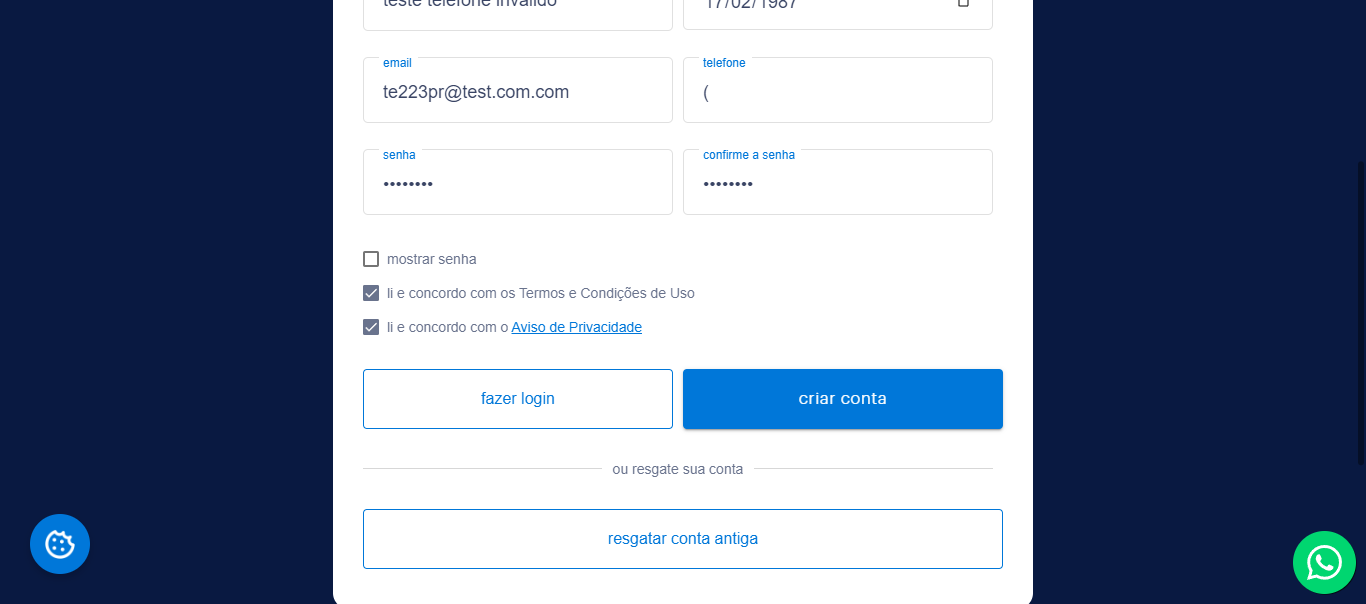 teste telefone invalido
17/02/1987
email
telefone
te223pr@test.com.com
(
senha
confirme a senha
••••••••
••••••••
mostrar senha
li e concordo com os Termos e Condições de Uso
li e concordo com o Aviso de Privacidade
fazer login
criar conta
ou resgate sua conta
resgatar conta antiga